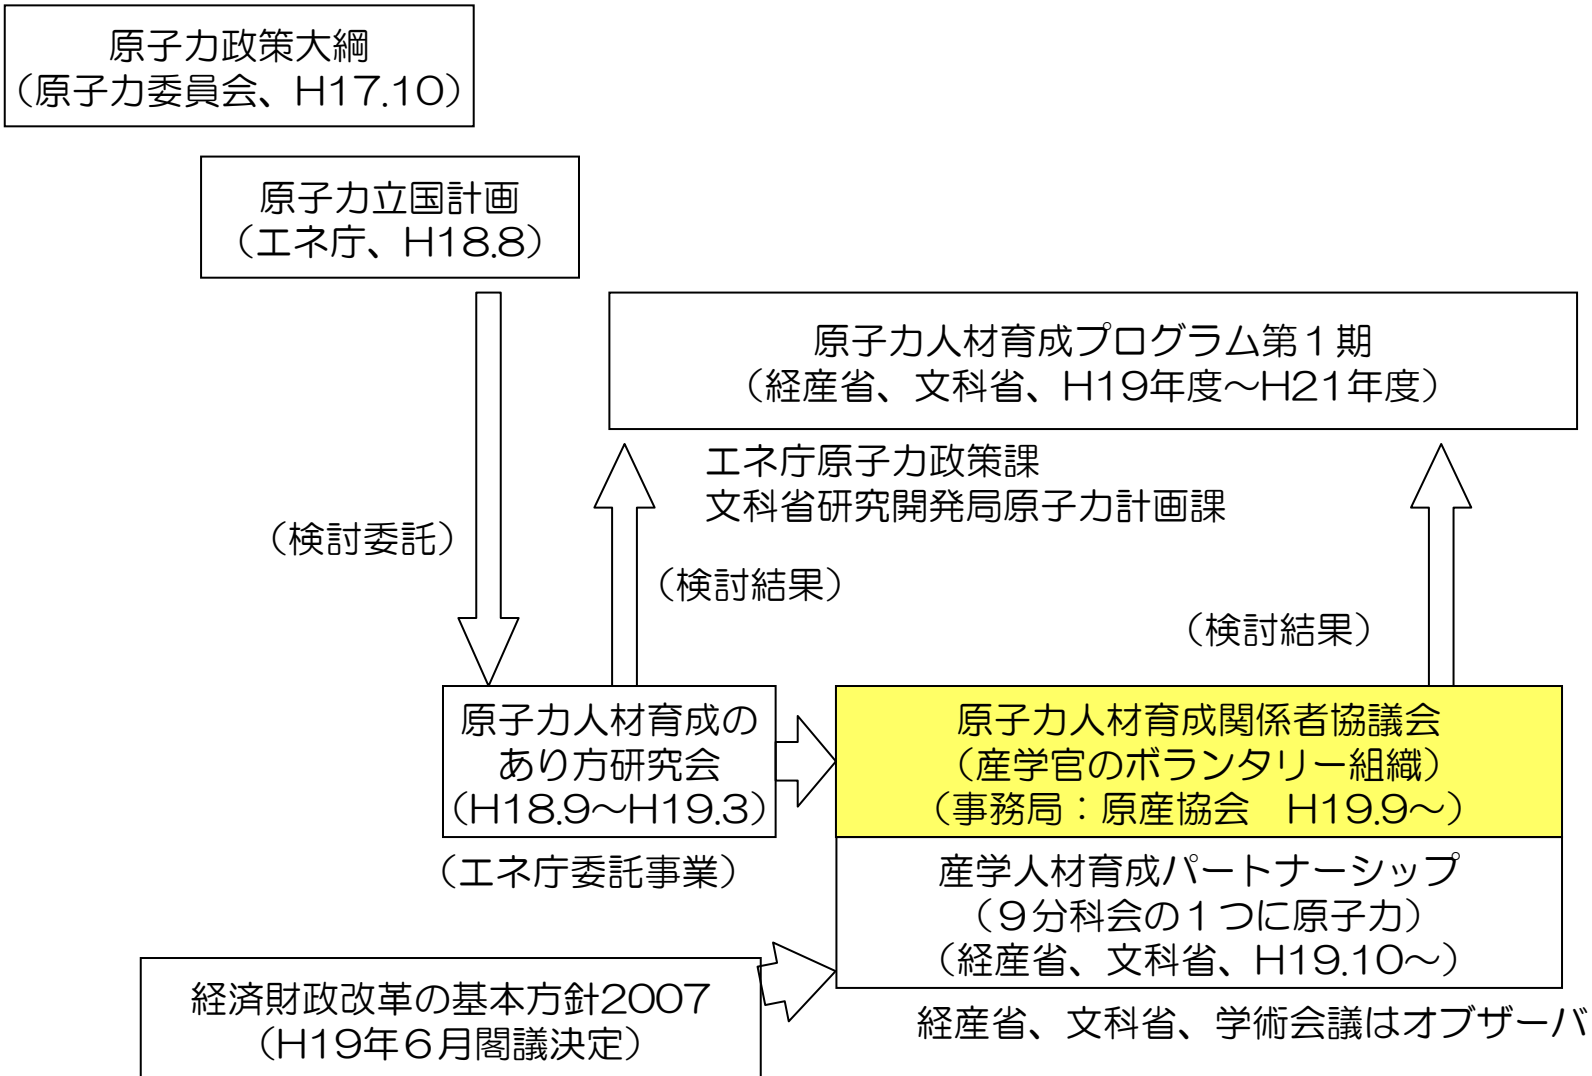 原子力政策大綱
（原子力委員会、H17.10）
原子力立国計画
（エネ庁、H18.8）
原子力人材育成プログラム第１期
（経産省、文科省、H19年度～H21年度）
エネ庁原子力政策課
文科省研究開発局原子力計画課
（検討委託）
（検討結果）
（検討結果）
原子力人材育成の
あり方研究会
（H18.9～H19.3）
（エネ庁委託事業）
原子力人材育成関係者協議会
（産学官のボランタリー組織）
（事務局：原産協会　H19.9～）
産学人材育成パートナーシップ
（９分科会の１つに原子力）
（経産省、文科省、H19.10～）
経済財政改革の基本方針2007
（H19年６月閣議決定）
経産省、文科省、学術会議はオブザーバ